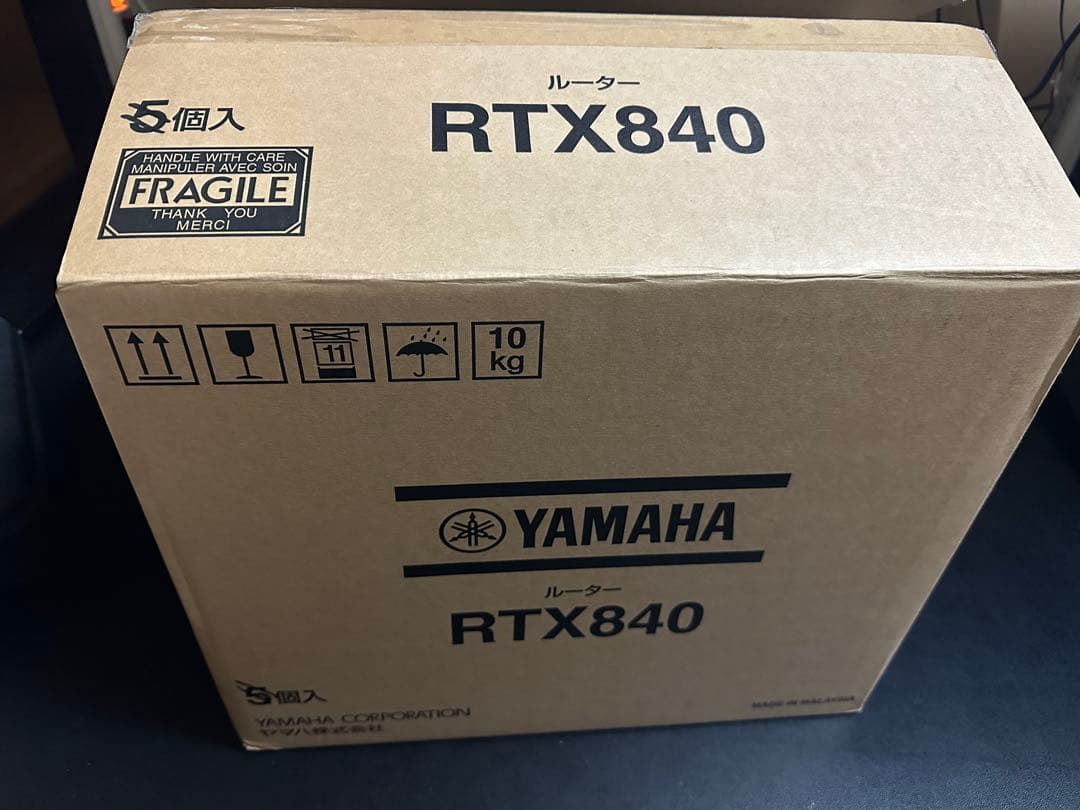 ルーター
RTX840
5個入
HANDLE WITH CARE
MANIPULER AVEC SOIN
FRAGILE
THANK YOU
MERCI
11
10
kg
YAMAHA
ルーター
RTX840
5個入
YAMAHA CORPORATION
ヤマハ株式会社
MADE IN MALAYSIA